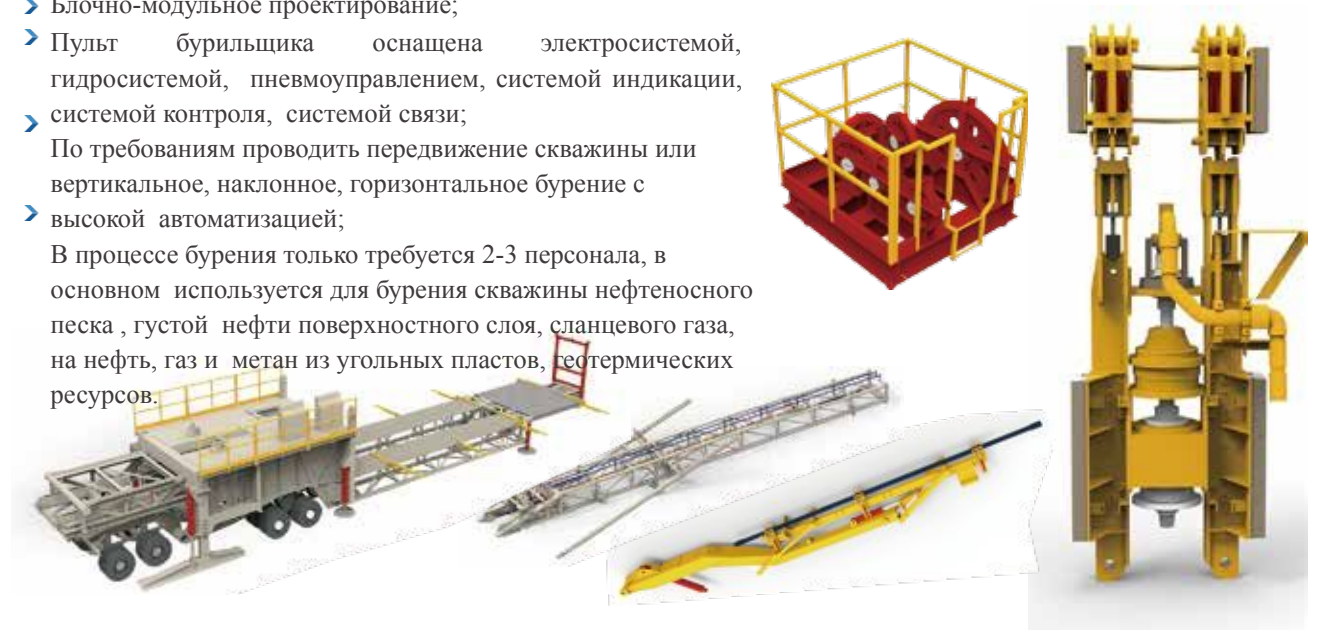 Блочно-модульное проектирование;
Пульт бурильщика оснащена электросистемой,
гидросистемой, пневмоуправлением, системой индикации,
системой контроля, системой связи;
По требованиям проводить передвижение скважины или
вертикальное, наклонное, горизонтальное бурение с
высокой автоматизацией;
В процессе бурения только требуется 2-3 персонала, в
основном используется для бурения скважины нефтеносного
песка , густой нефти поверхностного слоя, сланцевого газа,
на нефть, газ и метан из угольных пластов, геотермических
ресурсов.